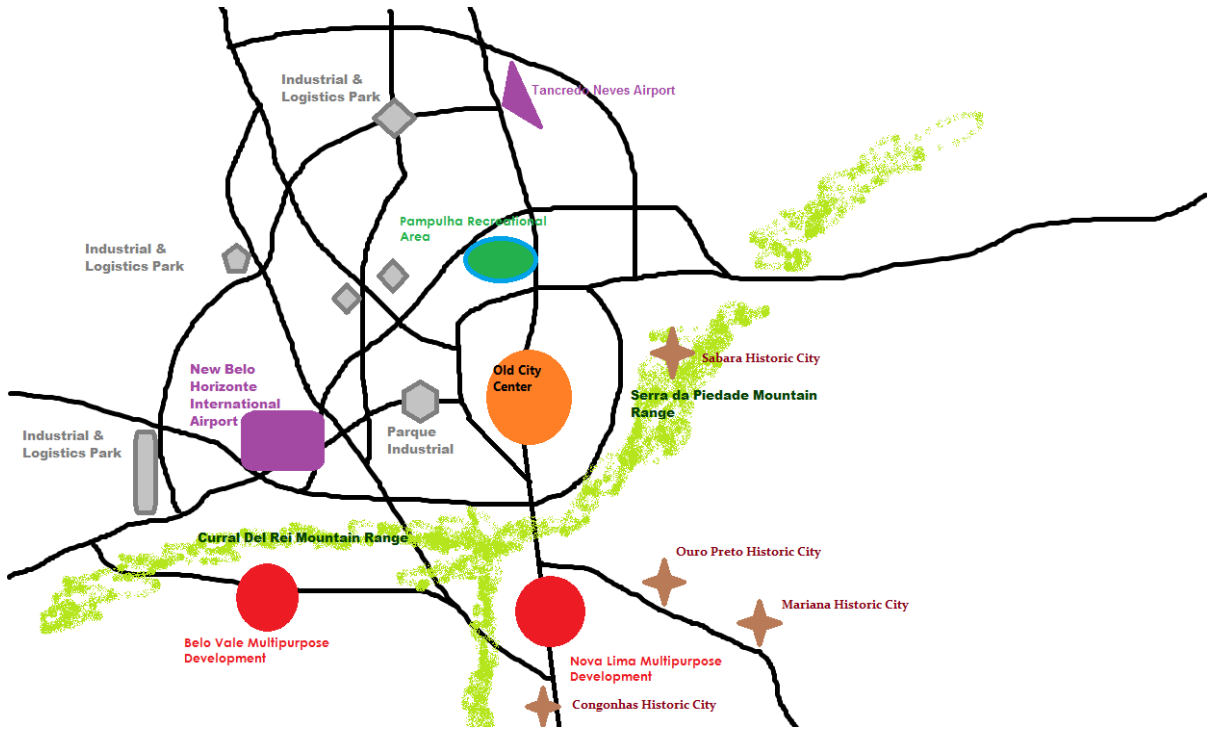 Industrial &
Logistics Park
Tancredo Neves Airport
Pampulha Recreational
Area
Industrial &
Logistics Park
New Belo
Horizonte
International
Airport
Old City
Center
Sabara Historic City
Serra da Piedade Mountain
Range
Industrial &
Logistics Park
Parque
Industrial
Curral Del Rei Mountain Range
Ouro Preto Historic City
Mariana Historic City
Belo Vale Multipurpose
Development
Nova Lima Multipurpose
Development
Congonhas Historic City